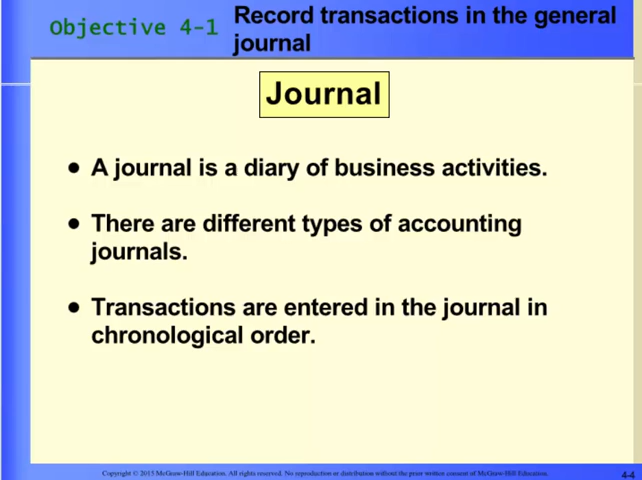 Objective 4-1
Record transactions in the general
journal
Journal
• A journal is a diary of business activities.
• There are different types of accounting
journals.
• Transactions are entered in the journal in
chronological order.
Copyright © 2015 McGraw-Hill Education. All rights reserved. No reproduction or distribution without the prior written consent of McGraw-Hill Education.
4-4